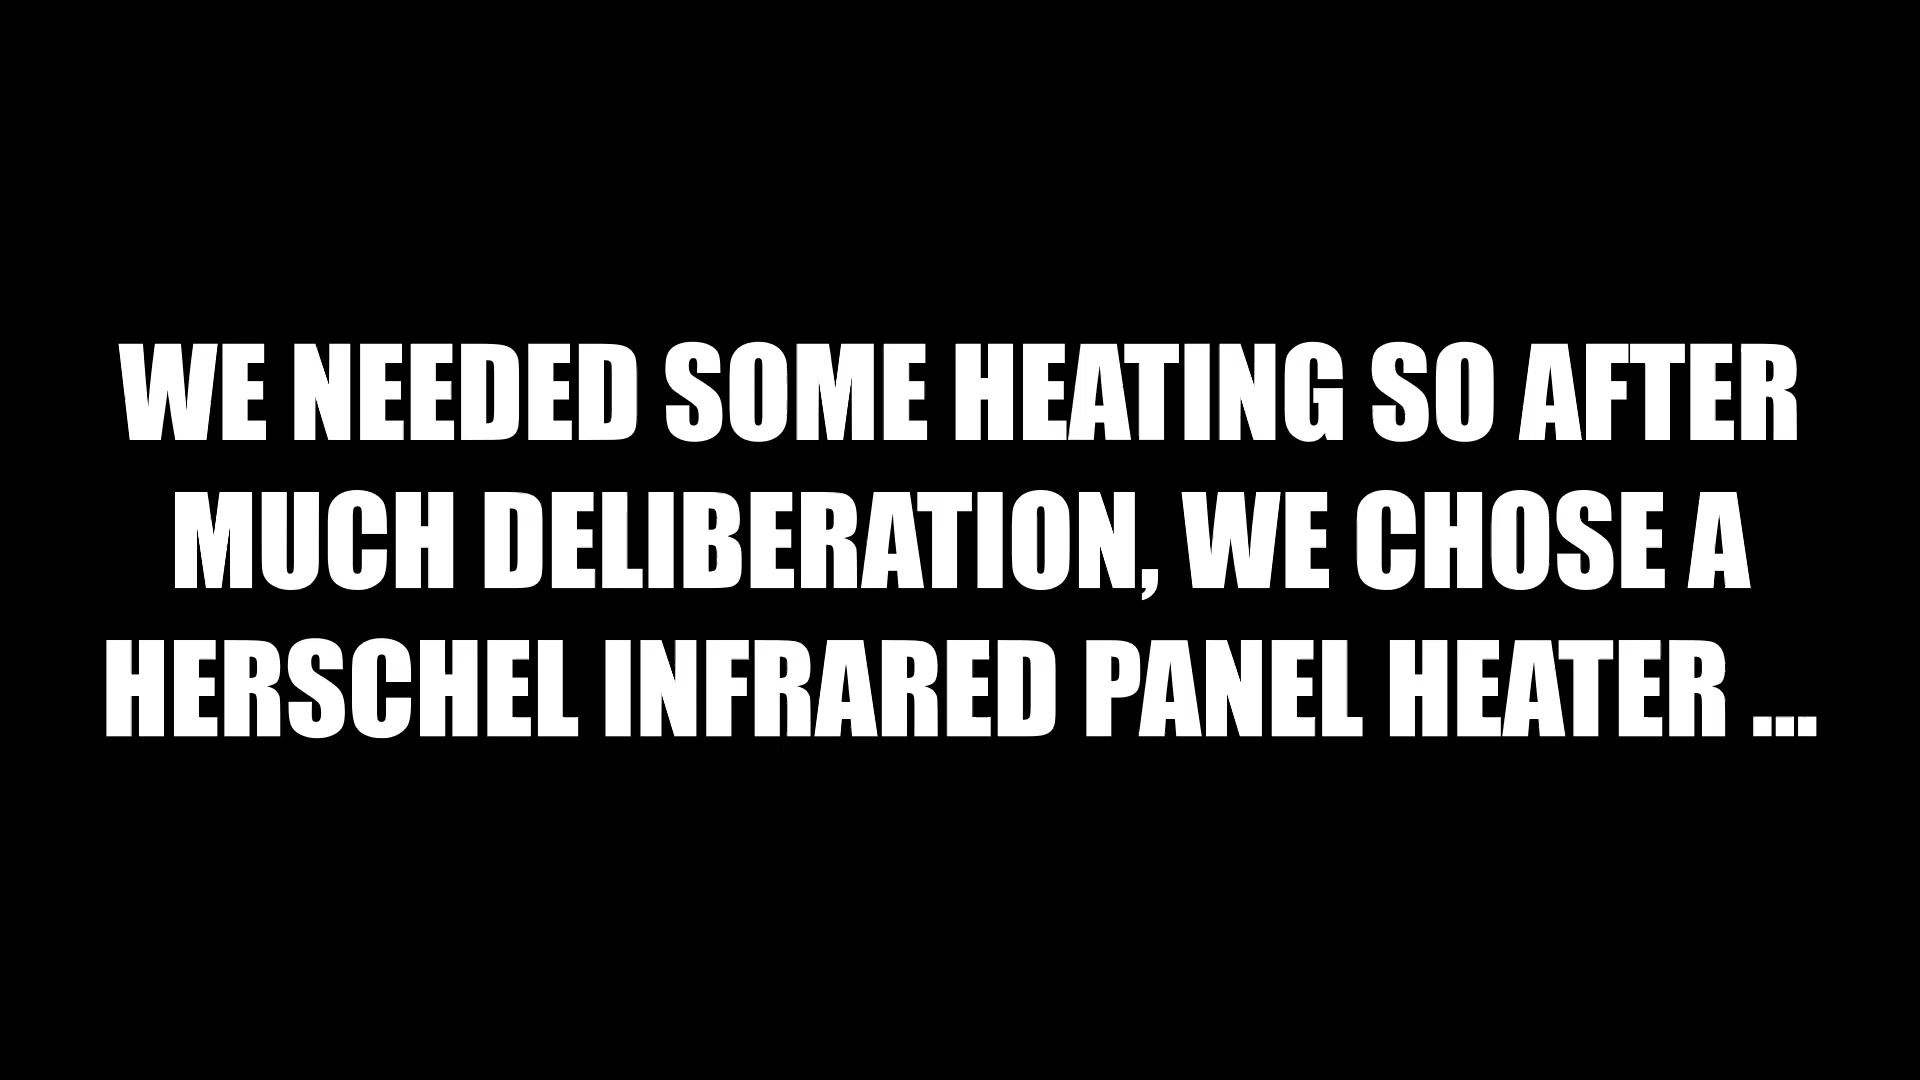 WE NEEDED SOME HEATING SO AFTER
MUCH DELIBERATION, WE CHOSE A
HERSCHEL INFRARED PANEL HEATER ...